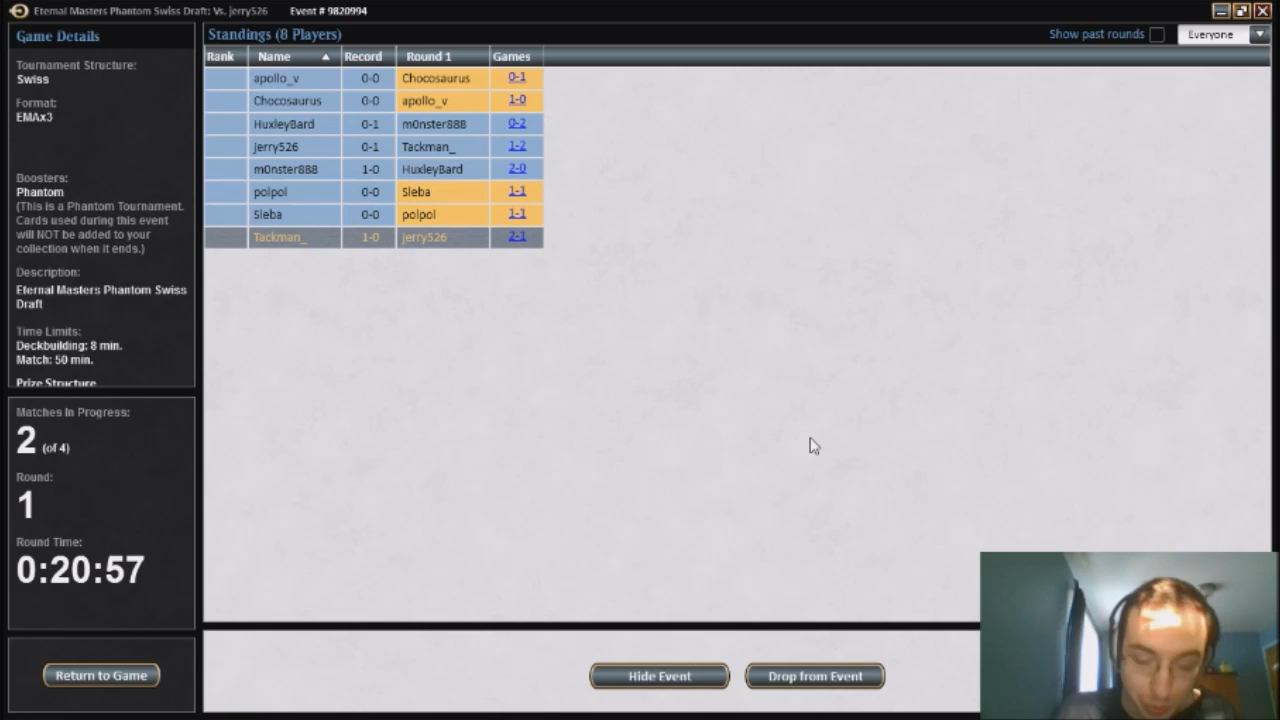 Eternal Masters Phantom Swiss Draft: Vs. jerry526 Event # 9820994
Game Details
Tournament Structure:
Swiss
Format:
EMAx3
Boosters:
Phantom
(This is a Phantom Tournament.
Cards used during this event
will NOT be added to your
collection when it ends.)
Description:
Eternal Masters Phantom Swiss
Draft
Time Limits:
Deckbuilding: 8 min.
Match: 50 min.
Prize Structure
Matches In Progress:
2 (of 4)
Round:
1
Round Time:
0:20:57
Return to Game
Standings (8 Players) Show past rounds Everyone
Rank Name Record Round 1 Games
apollo_v 0-0 Chocosaurus 0-1
Chocosaurus 0-0 apollo_v 1-0
HuxleyBard 0-1 m0nster888 0-2
jerry526 0-1 Tackman_ 1-2
m0nster888 1-0 HuxleyBard 2-0
polpol 0-0 Sleba 1-1
Sleba 0-0 polpol 1-1
Tackman_ 1-0 jerry526 2-1
Hide Event Drop from Event